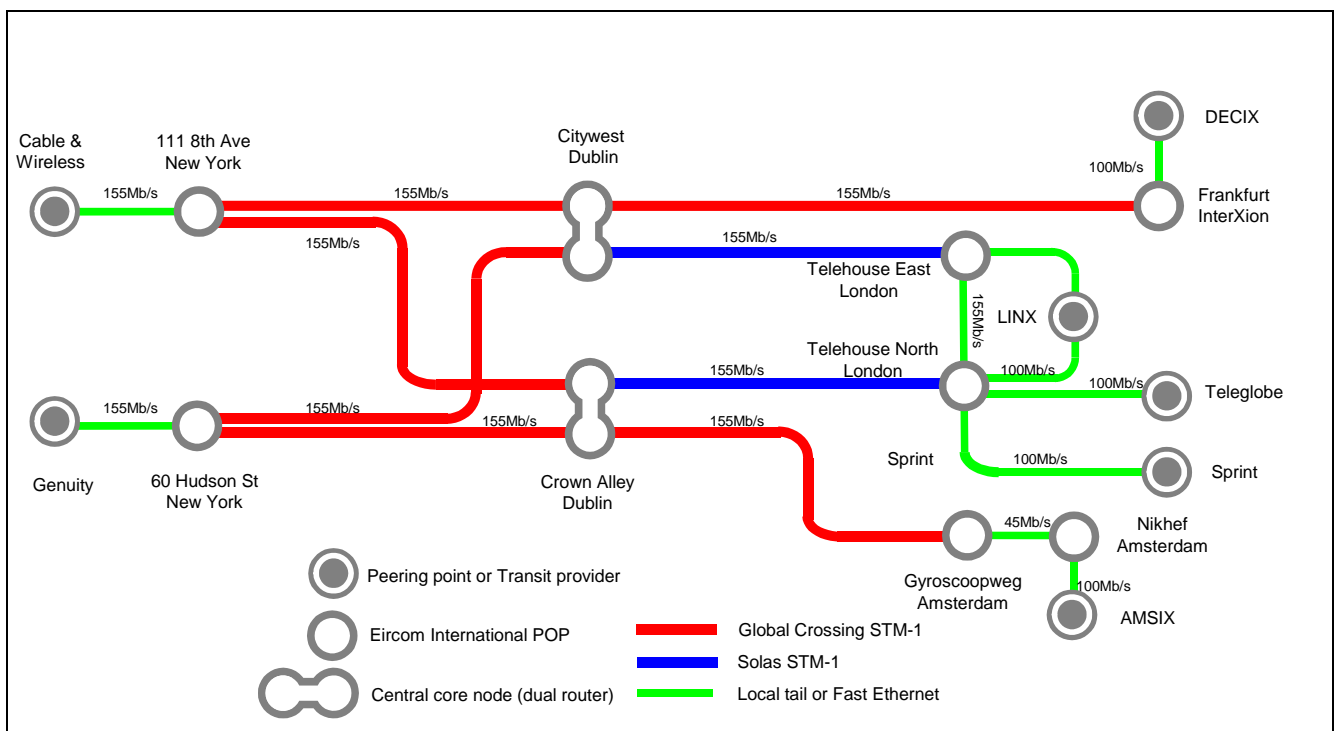 DECIX
Cable &
Wireless
111 8th Ave
New York
Citywest
Dublin
100Mb/s
155Mb/s
155Mb/s
155Mb/s
Frankfurt
InterXion
155Mb/s
155Mb/s
Telehouse East
London
155Mb/s
LINX
Telehouse North
London
155Mb/s
100Mb/s
100Mb/s
Teleglobe
155Mb/s
155Mb/s
155Mb/s
155Mb/s
Sprint
100Mb/s
Sprint
Genuity
60 Hudson St
New York
Crown Alley
Dublin
45Mb/s
Nikhef
Amsterdam
Gyroscoopweg
Amsterdam
100Mb/s
AMSIX
Peering point or Transit provider
Eircom International POP
Central core node (dual router)
Global Crossing STM-1
Solas STM-1
Local tail or Fast Ethernet